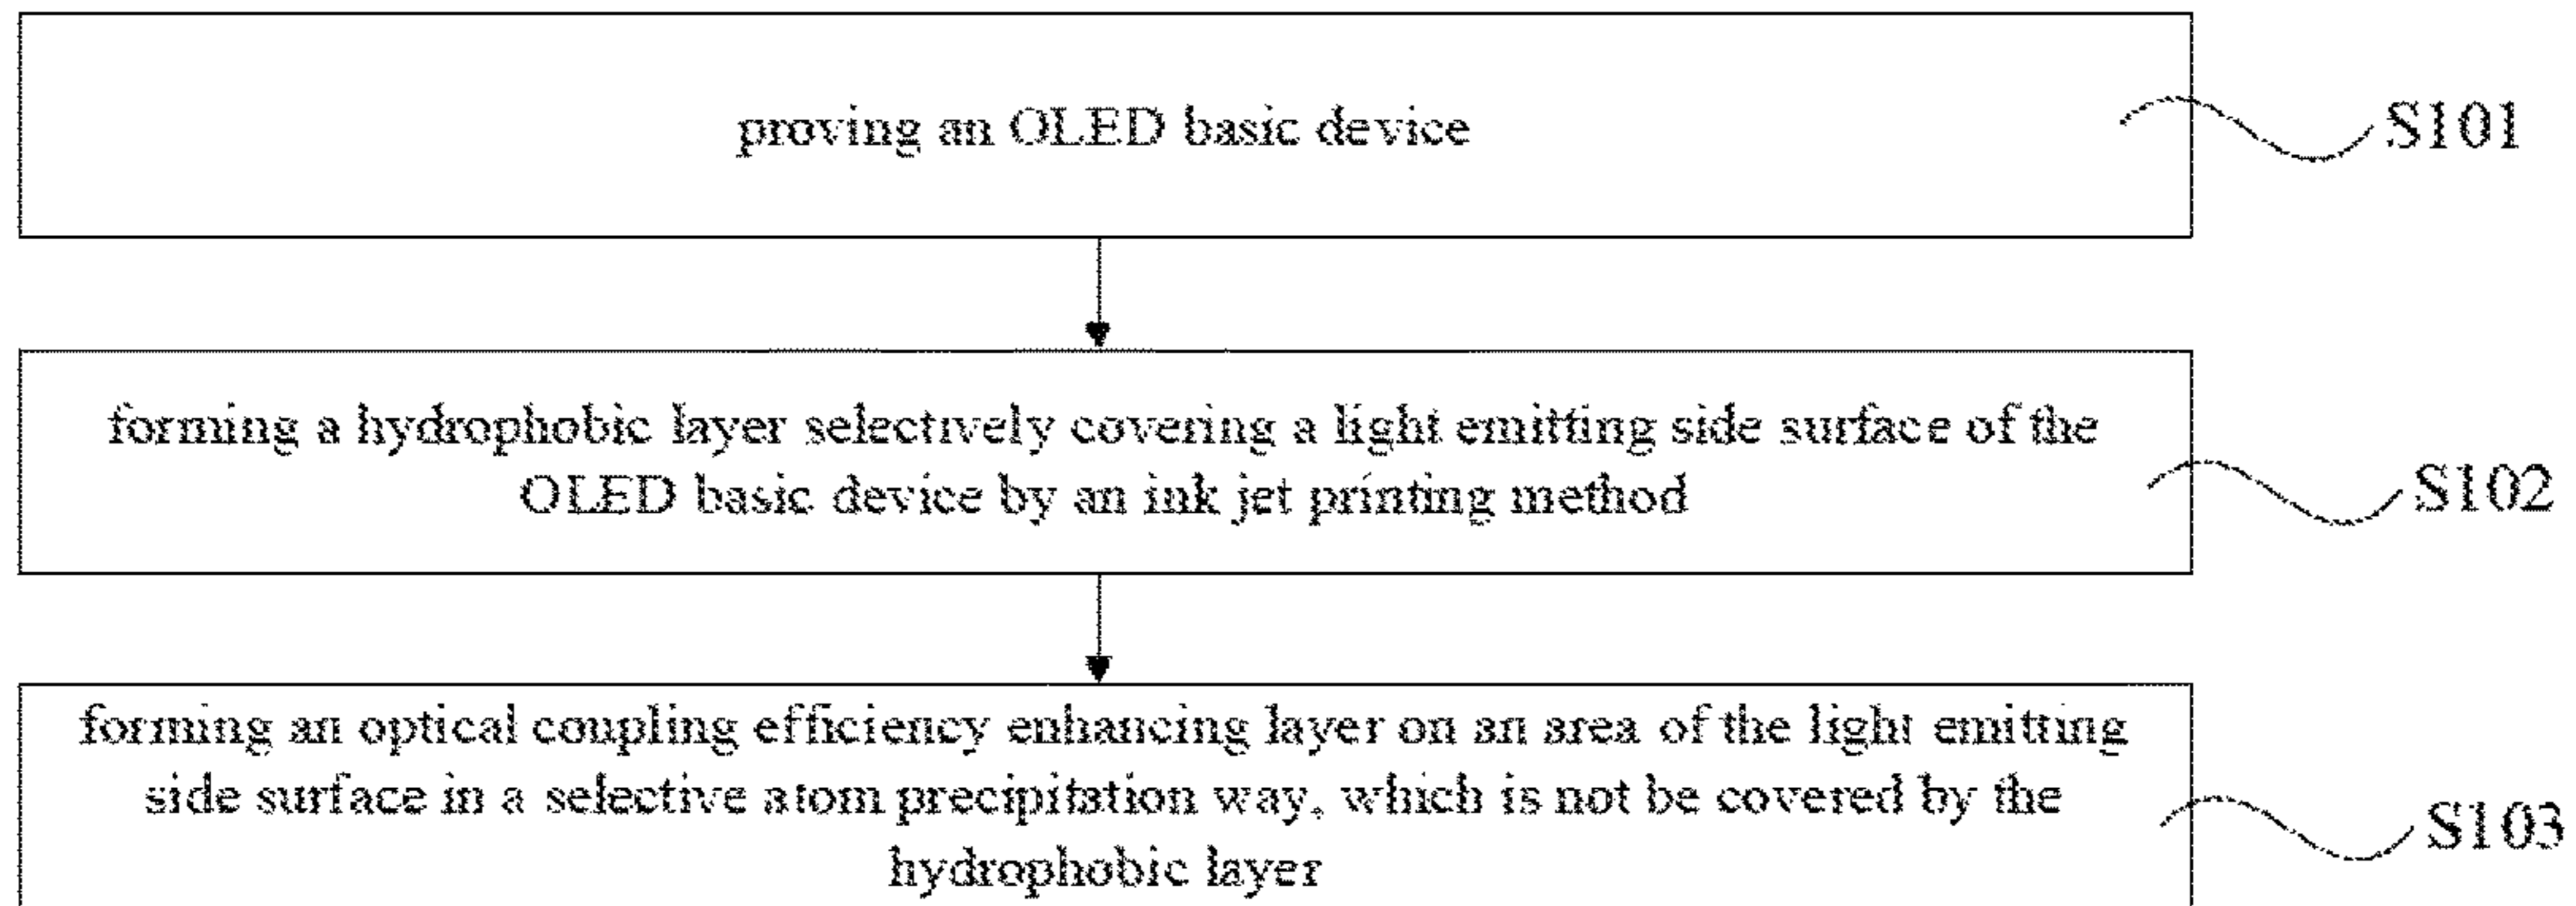 proving an OLED basic device
S101
forming a hydrophobic layer selectively covering a light emitting side surface of the
OLED basic device by an ink jet printing method
S102
forming an optical coupling efficiency enhancing layer on an area of the light emitting
side surface in a selective atom precipitation way, which is not be covered by the
hydrophobic layer
S103